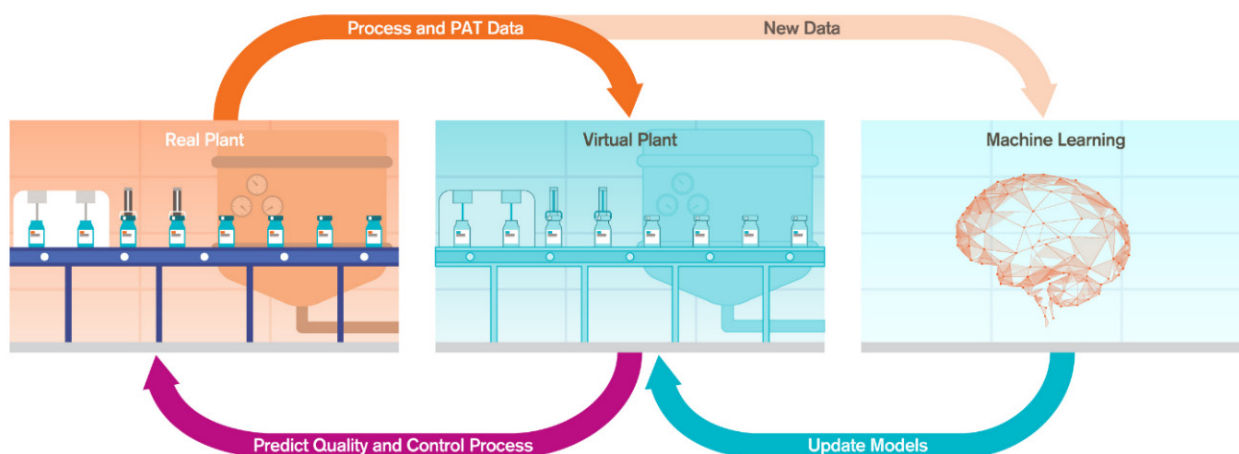 Process and PAT Data
New Data
Real Plant
Virtual Plant
Machine Learning
Predict Quality and Control Process
Update Models